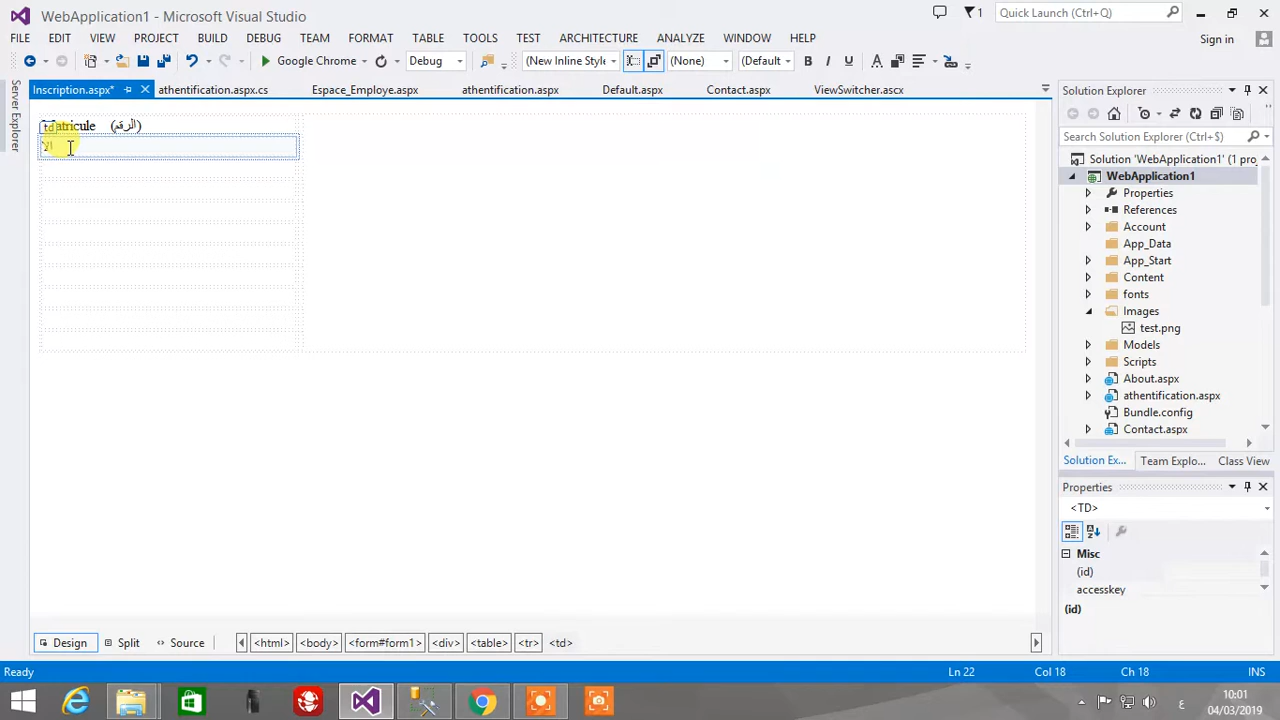 WebApplication1 - Microsoft Visual Studio
1
Quick Launch (Ctrl+Q)
FILE EDIT VIEW PROJECT BUILD DEBUG TEAM FORMAT TABLE TOOLS TEST ARCHITECTURE ANALYZE WINDOW HELP
Sign in
Google Chrome
Debug
(New Inline Style
(None)
(Default
B I U A
Server Explorer
Inscription.aspx*
athentification.aspx.cs
Espace_Employe.aspx
athentification.aspx
Default.aspx
Contact.aspx
ViewSwitcher.ascx
td
atricule (الرقم)
Solution Explorer
Search Solution Explorer (Ctrl+$)
Solution 'WebApplication1' (1 proj
WebApplication1
Properties
References
Account
App_Data
App_Start
Content
fonts
Images
test.png
Models
Scripts
About.aspx
athentification.aspx
Bundle.config
Contact.aspx
Solution Ex...
Team Explo...
Class View
Properties
<TD>
Misc
(id)
accesskey
(id)
Design
Split
Source
<html>
<body>
<form#form1>
<div>
<table>
<tr>
<td>
Ready
Ln 22
Col 18
Ch 18
INS
ع
10:01
04/03/2019